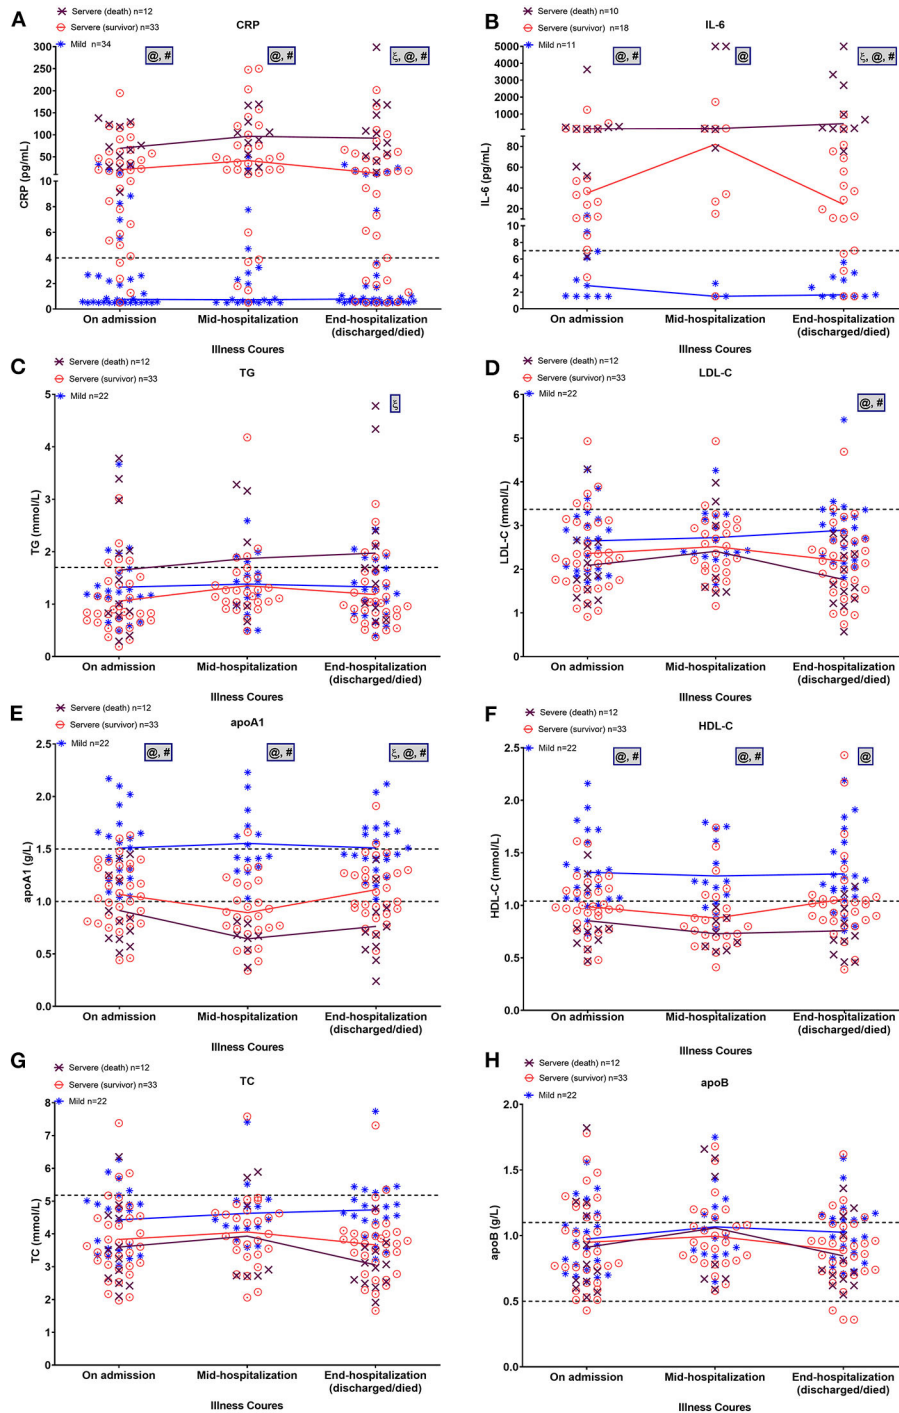 A
Servere (death) n=12
Servere (survivor) n=33
Mild n=34
CRP
@, #
@, #
ξ, @, #
300
250
200
150
100
50
10
8
6
4
2
0
CRP (pg/mL)
On admission
Mid-hospitalization
End-hospitalization
(discharged/died)
Illness Coures
B
Servere (death) n=10
Servere (survivor) n=18
Mild n=11
IL-6
@, #
@
ξ, @, #
5000
4000
3000
2000
1000
80
60
40
20
10
8
6
4
2
0
IL-6 (pg/mL)
On admission
Mid-hospitalization
End-hospitalization
(discharged/died)
Illness Coures
C
Servere (death) n=12
Servere (survivor) n=33
Mild n=22
TG
ξ
5
4
3
2
1
0
TG (mmol/L)
On admission
Mid-hospitalization
End-hospitalization
(discharged/died)
Illness Coures
D
Servere (death) n=12
Servere (survivor) n=33
Mild n=22
LDL-C
@, #
6
5
4
3
2
1
0
LDL-C (mmol/L)
On admission
Mid-hospitalization
End-hospitalization
(discharged/died)
Illness Coures
E
Servere (death) n=12
Servere (survivor) n=33
Mild n=22
apoA1
@, #
@, #
ξ, @, #
2.5
2.0
1.5
1.0
0.5
0.0
apoA1 (g/L)
On admission
Mid-hospitalization
End-hospitalization
(discharged/died)
Illness Coures
F
Severe (death) n=12
Servere (survivor) n=33
Mild n=22
HDL-C
@, #
@, #
@
2.5
2.0
1.5
1.0
0.5
0.0
HDL-C (mmol/L)
On admission
Mid-hospitalization
End-hospitalization
(discharged/died)
Illness Coures
G
Servere (death) n=12
Servere (survivor) n=33
Mild n=22
TC
8
7
6
5
4
3
2
1
0
TC (mmol/L)
On admission
Mid-hospitalization
End-hospitalization
(discharged/died)
Illness Coures
H
Servere (death) n=12
Servere (survivor) n=33
Mild n=22
apoB
2.0
1.5
1.0
0.5
0.0
apoB (g/L)
On admission
Mid-hospitalization
End-hospitalization
(discharged/died)
Illness Coures